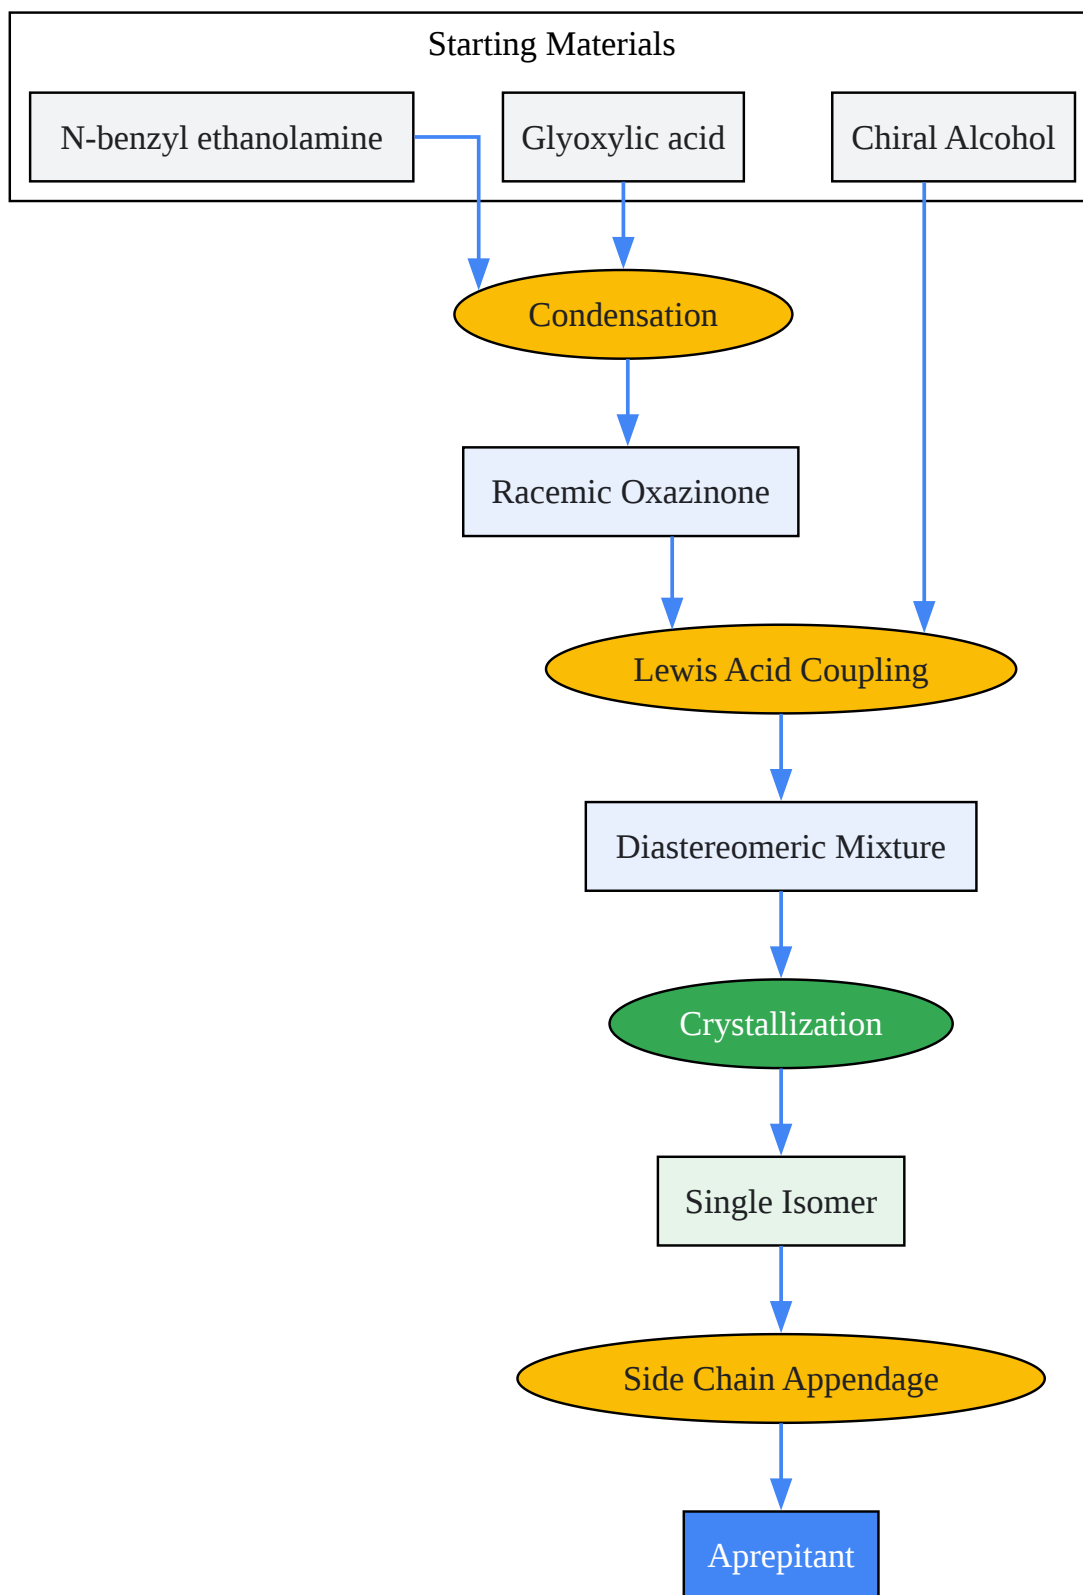 Starting Materials
N-benzyl ethanolamine
Glyoxylic acid
Chiral Alcohol
Condensation
Racemic Oxazinone
Lewis Acid Coupling
Diastereomeric Mixture
Crystallization
Single Isomer
Side Chain Appendage
Aprepitant